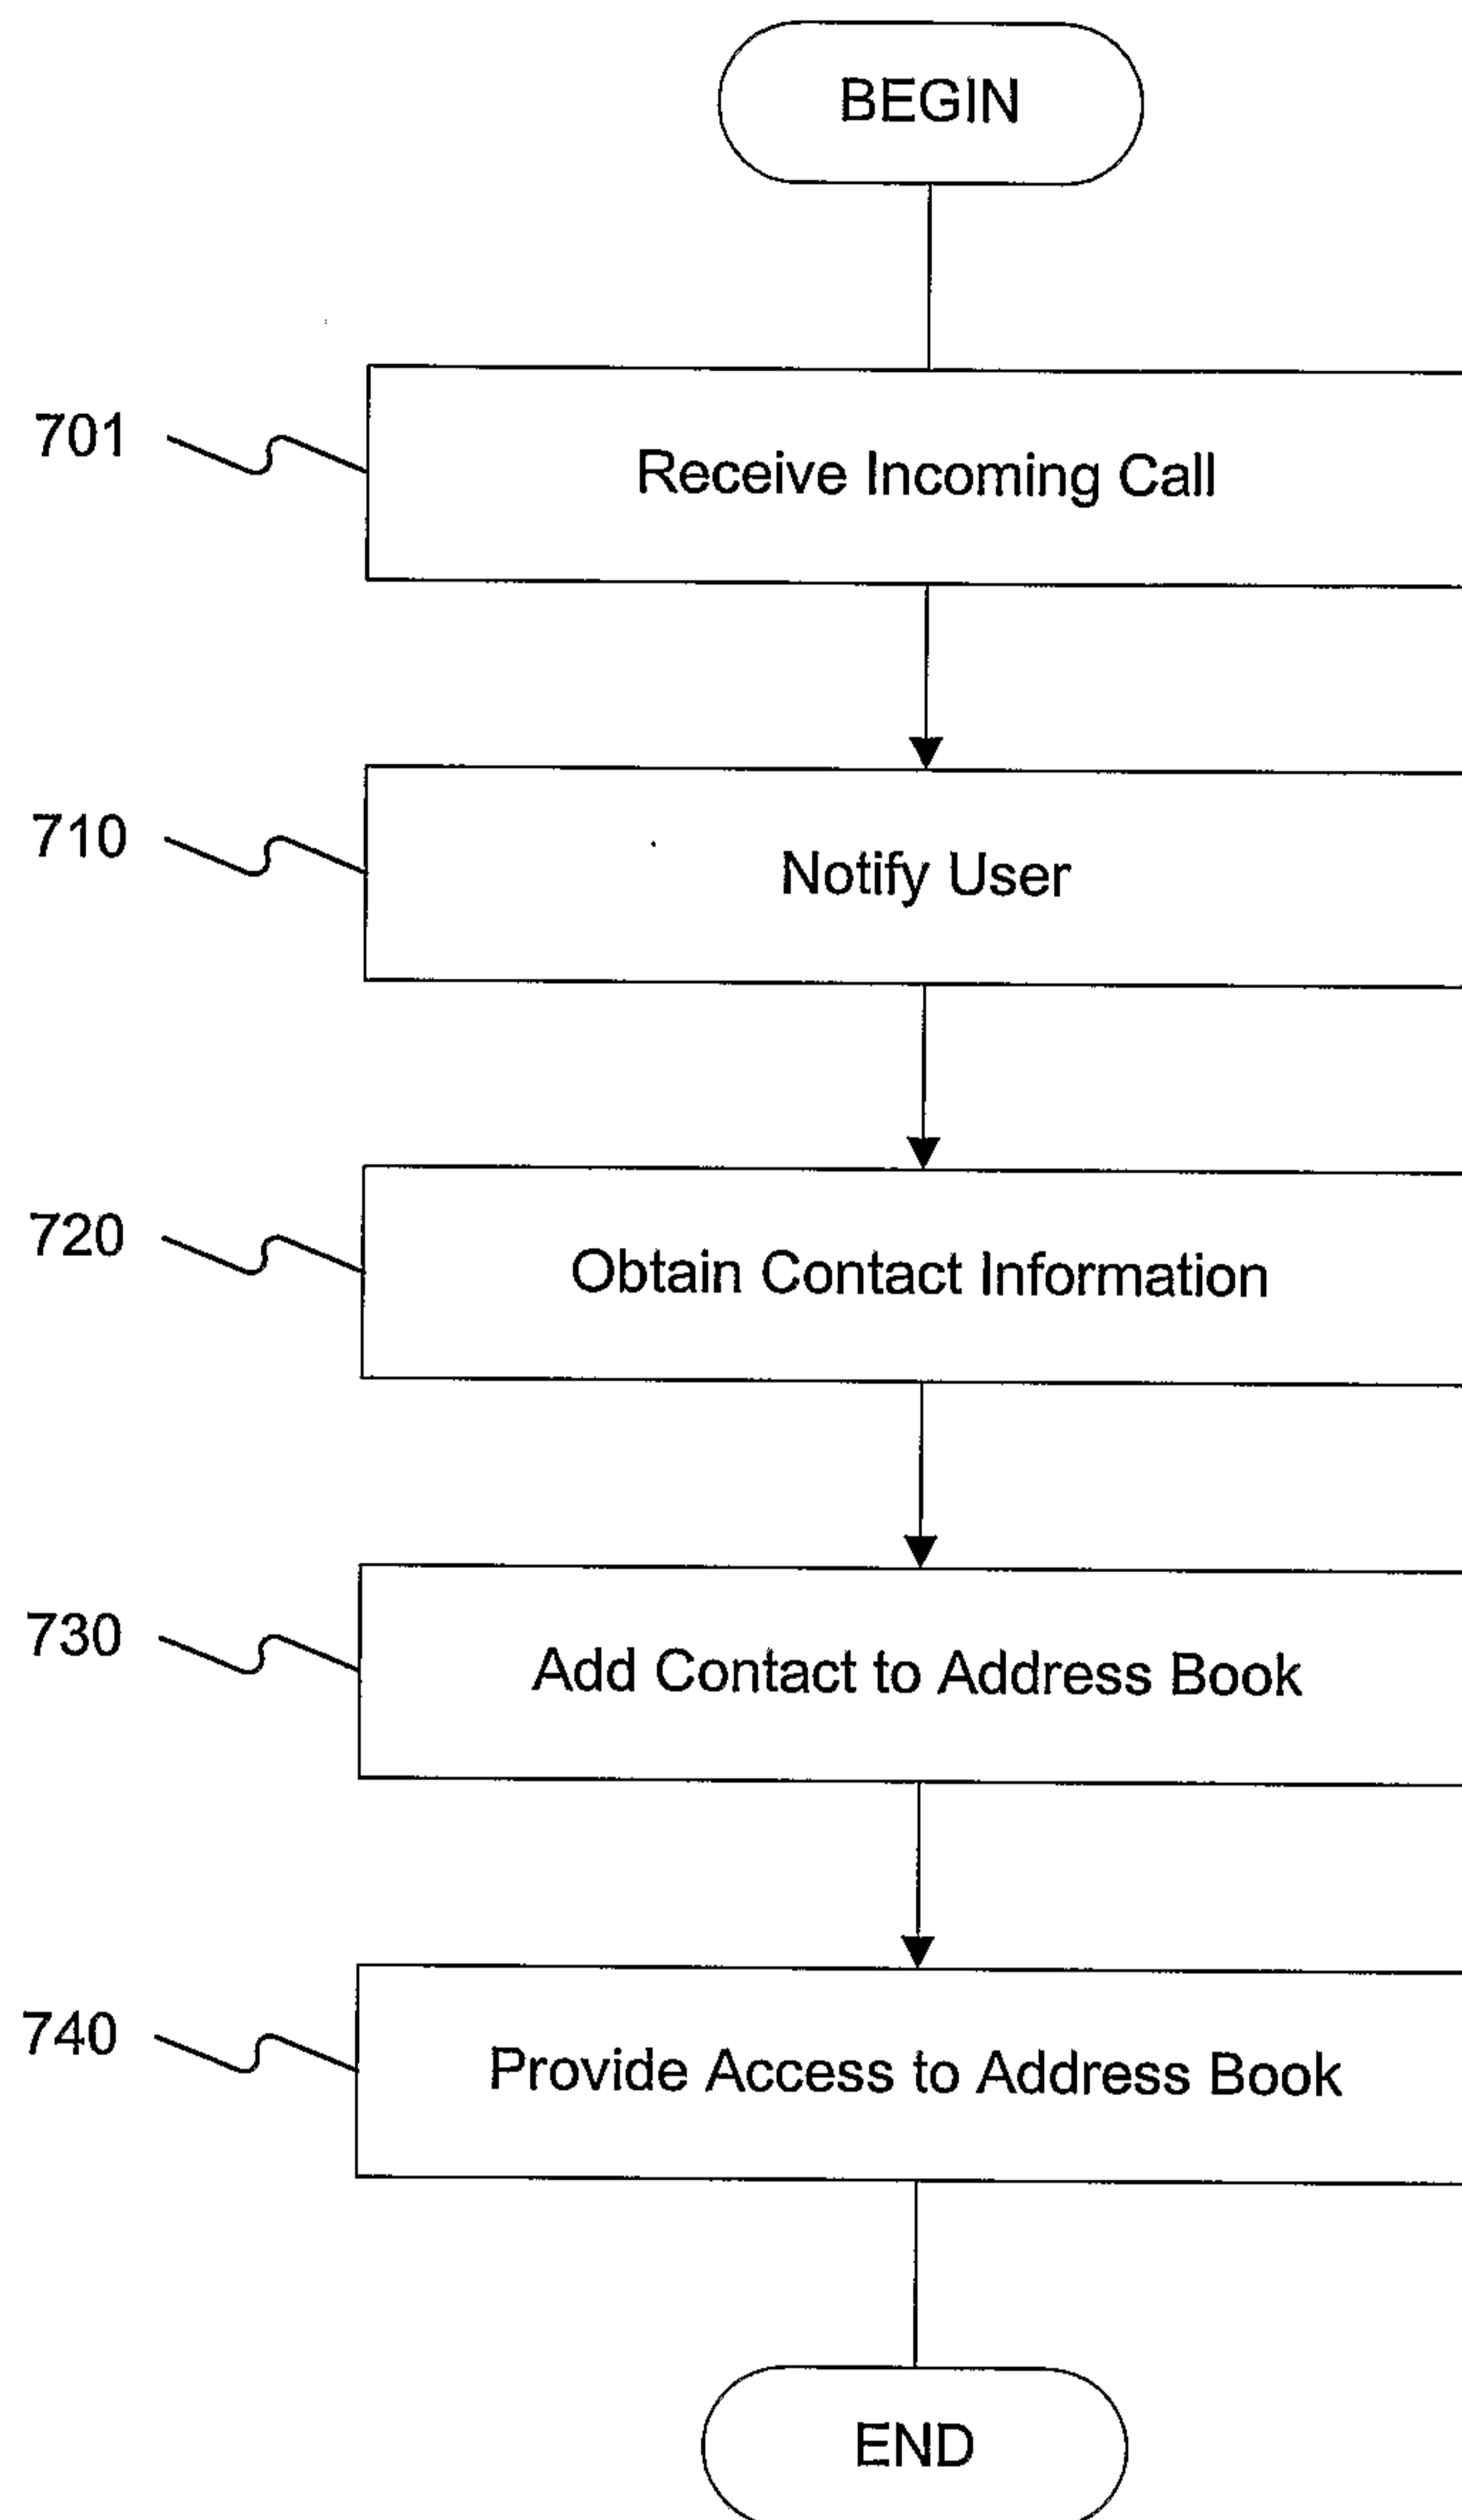 BEGIN
701 Receive Incoming Call
710 Notify User
720 Obtain Contact Information
730 Add Contact to Address Book
740 Provide Access to Address Book
END